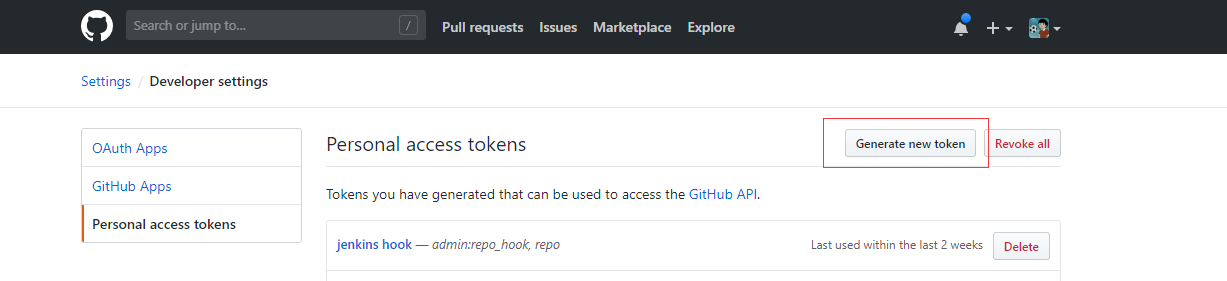 Search or jump to... / Pull requests Issues Marketplace Explore
Settings / Developer settings
OAuth Apps
GitHub Apps
Personal access tokens
Personal access tokens Generate new token Revoke all
Tokens you have generated that can be used to access the GitHub API.
jenkins hook — admin:repo_hook, repo Last used within the last 2 weeks Delete